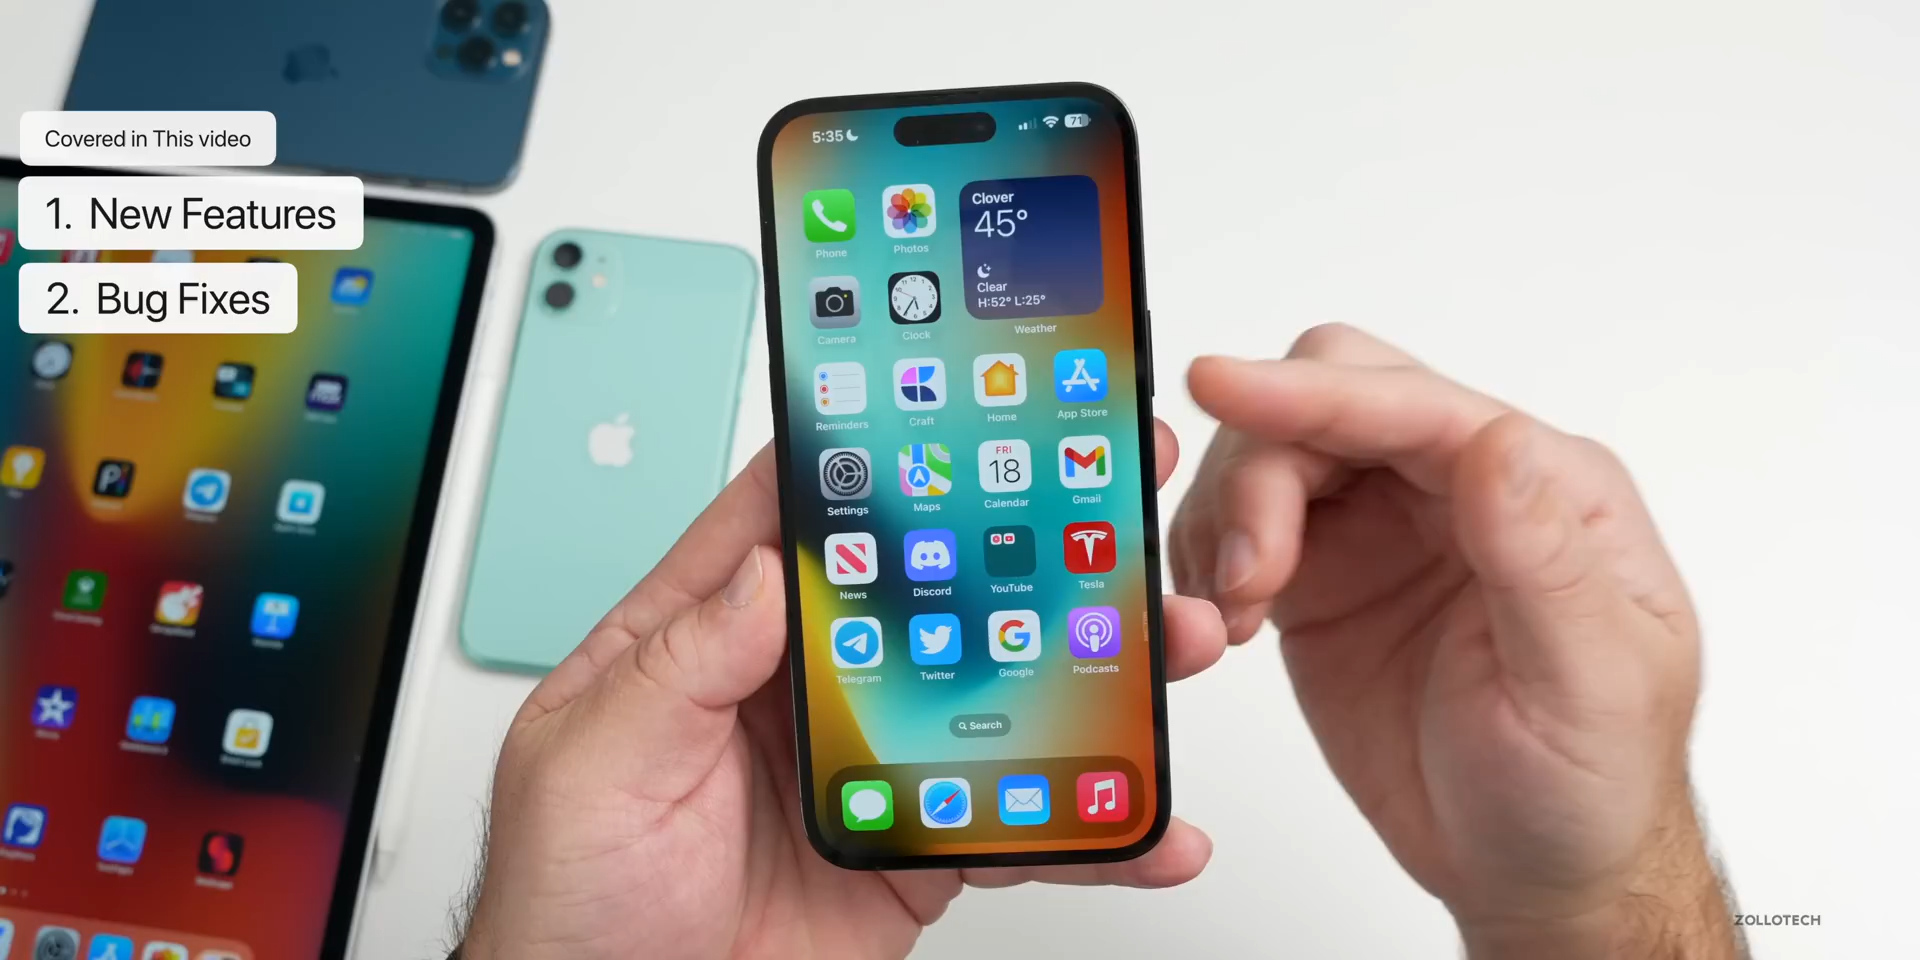 Covered in This video
1. New Features
2. Bug Fixes
5:35
71
Phone
Photos
Clover
45°
Clear
H:52° L:25°
Weather
Camera
Clock
Reminders
Craft
Home
App Store
Settings
Maps
FRI
18
Calendar
Gmail
News
Discord
YouTube
Tesla
Telegram
Twitter
Google
Podcasts
Search
ZOLLOTECH